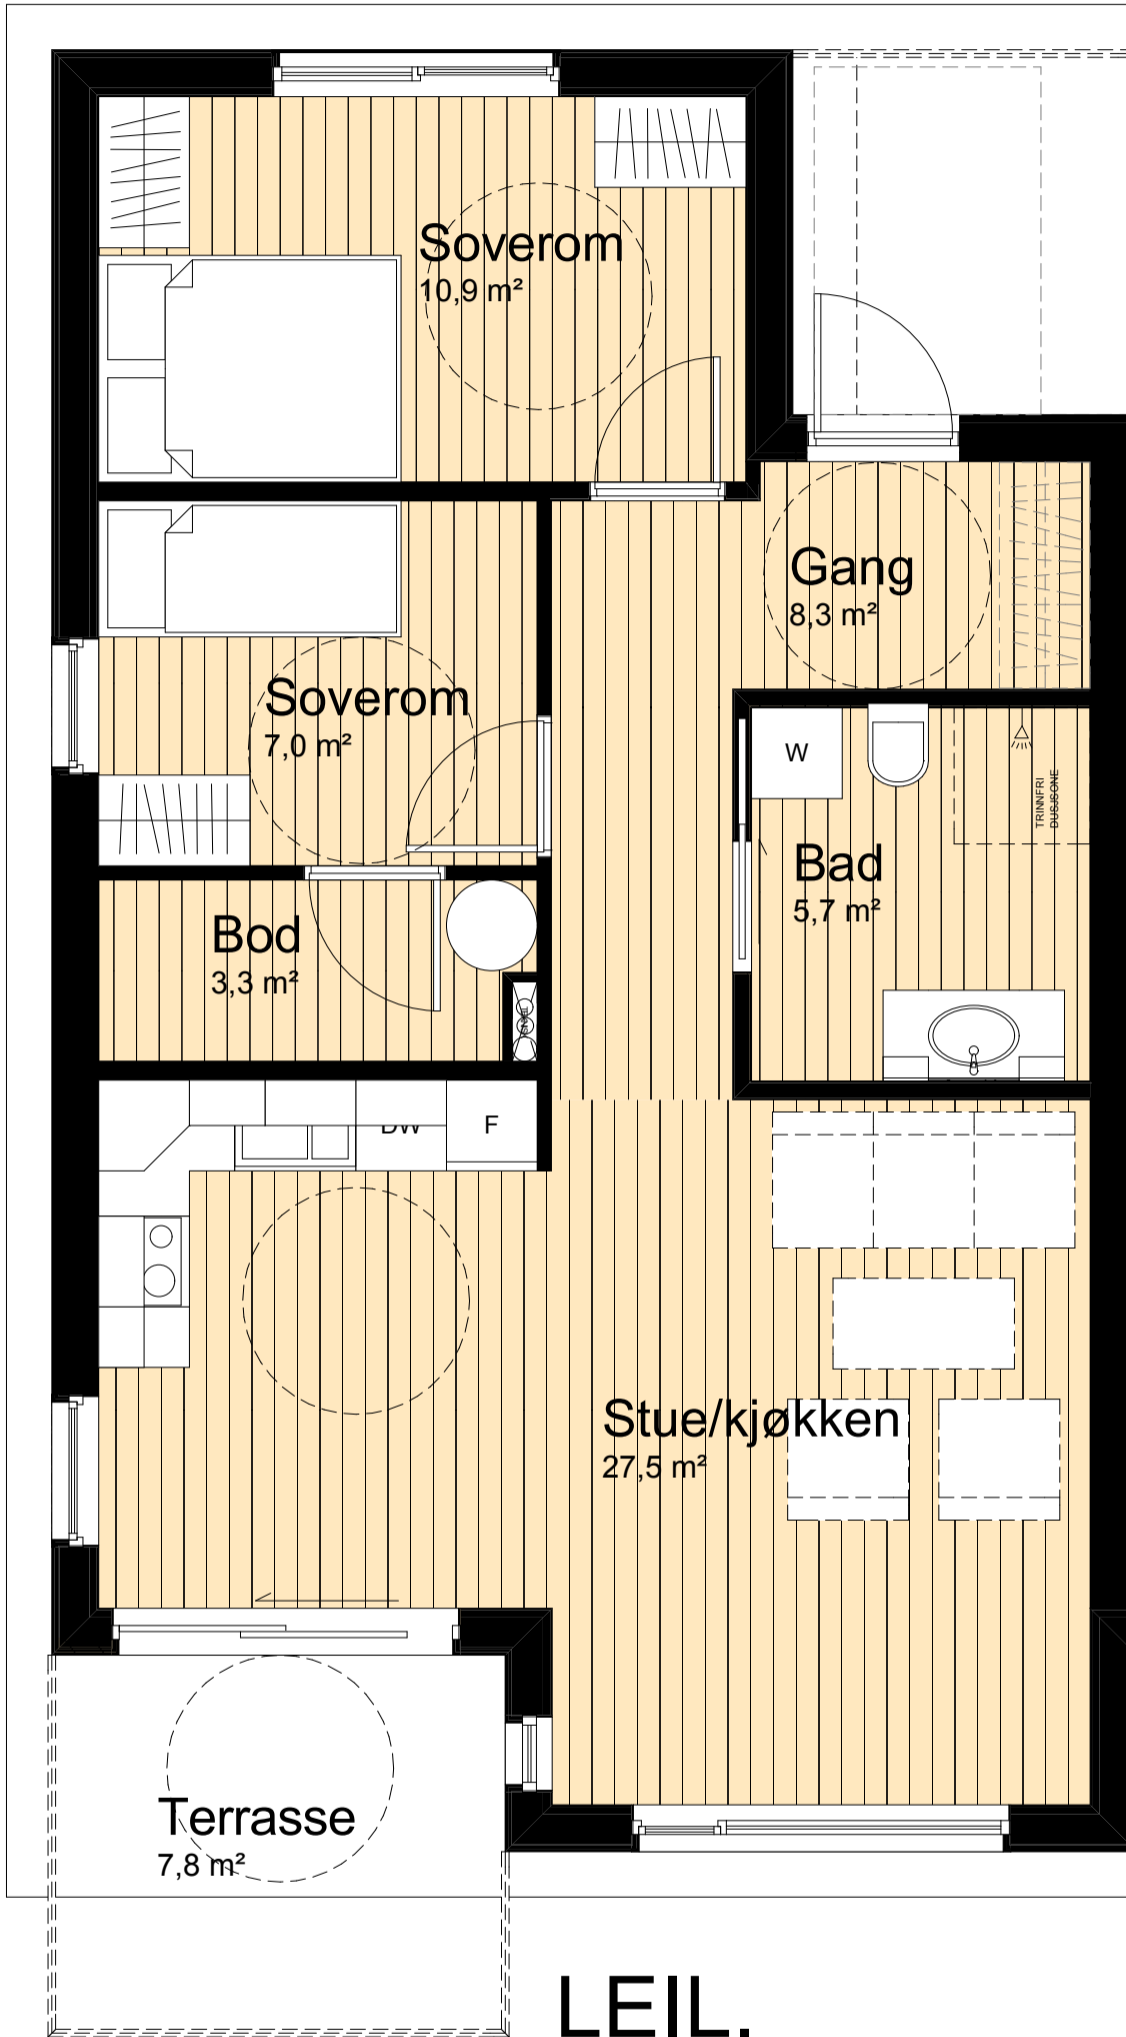 Soverom
10,9 m²
Gang
8,3 m²
Soverom
7,0 m²
W
TRINNFRI
DUSJSONE
Bad
5,7 m²
Bod
3,3 m²
DW
F
Stue/kjøkken
27,5 m²
Terrasse
7,8 m²
LEIL.